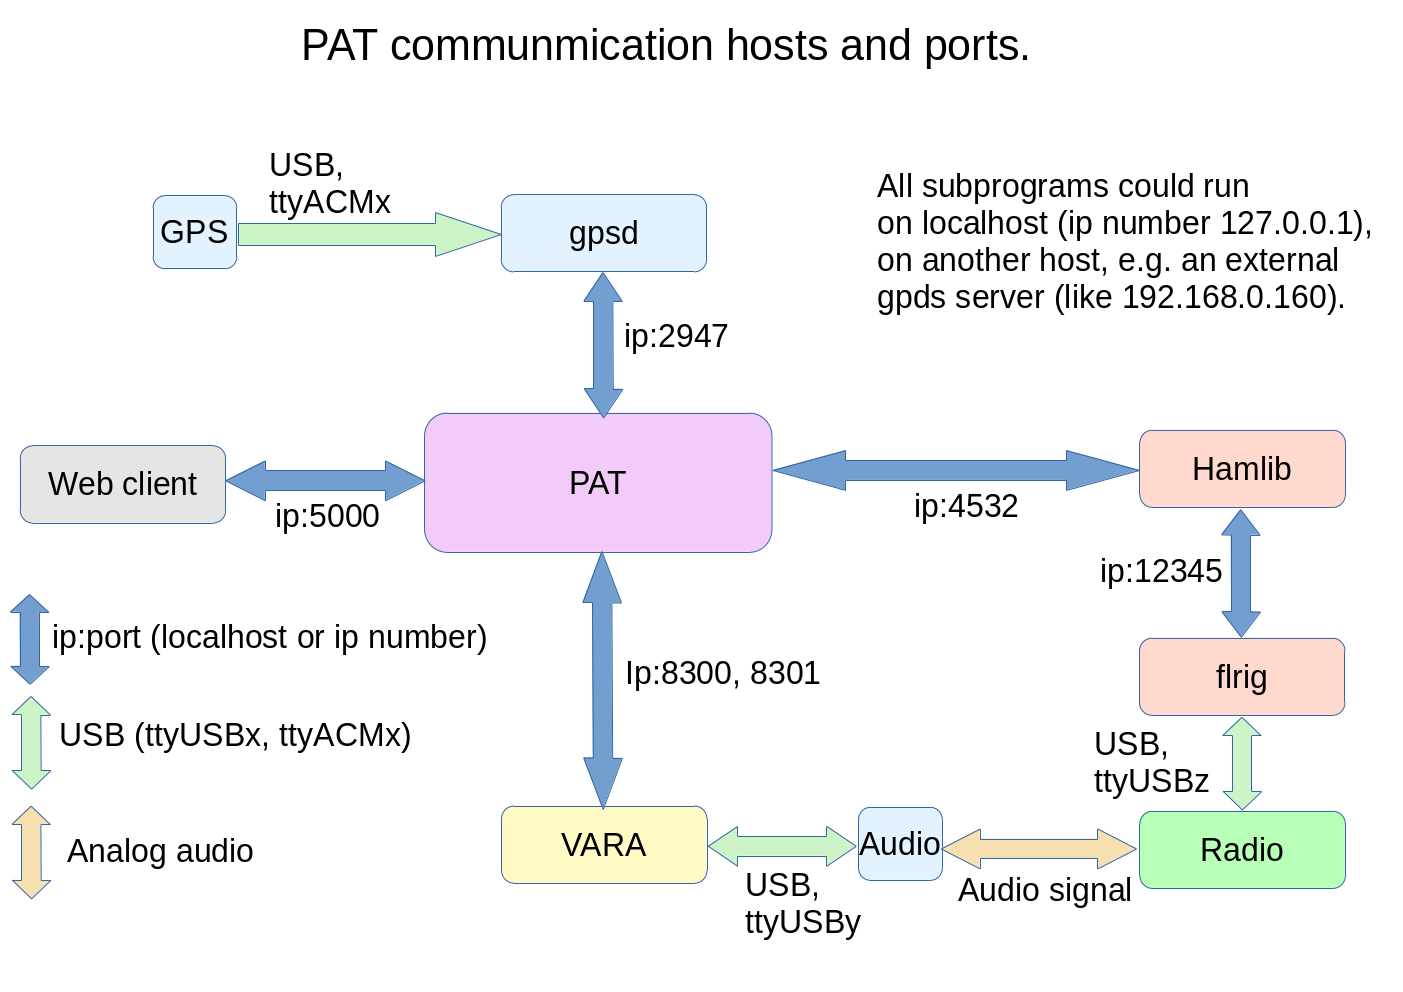 PAT communmication hosts and ports.
USB,
ttyACMx
GPS
gpsd
All subprograms could run
on localhost (ip number 127.0.0.1),
on another host, e.g. an external
gpds server (like 192.168.0.160).
ip:2947
Web client
ip:5000
PAT
ip:4532
Hamlib
ip:12345
ip:port (localhost or ip number)
Ip:8300, 8301
flrig
USB (ttyUSBx, ttyACMx)
USB,
ttyUSBz
Analog audio
VARA
USB,
ttyUSBy
Audio
Audio signal
Radio